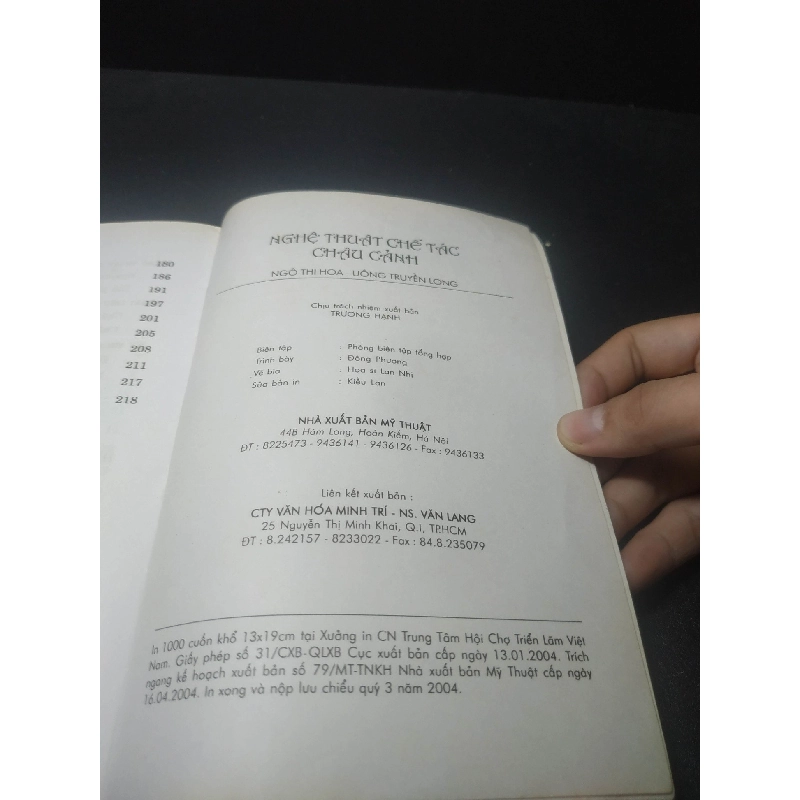 180
186
191
197
201
205
208
211
217
218
NGHỆ THUẬT CHẾ TÁC
CHẬU CẢNH
NGÔ THỊ HOA - UÔNG TRUYỀN LONG
Chịu trách nhiệm xuất bản
TRƯƠNG HẠNH
Biên tập : Phòng biên tập tổng hợp
Trình bày : Đông Phương
Vẽ bìa : Họa sĩ Lan Nhi
Sửa bản in : Kiều Lan
NHÀ XUẤT BẢN MỸ THUẬT
44B Hàm Long, Hoàn Kiếm, Hà Nội
ĐT : 8225473 - 9436141 - 9436126 - Fax : 9436133
Liên kết xuất bản :
CTY VĂN HÓA MINH TRÍ - NS. VĂN LANG
25 Nguyễn Thị Minh Khai, Q.I, TP.HCM
ĐT : 8.242157 - 8233022 - Fax : 84.8.235079
In 1000 cuốn khổ 13x19cm tại Xưởng in CN Trung Tâm Hội Chợ Triển Lãm Việt
Nam. Giấy phép số 31/CXB-QLXB Cục xuất bản cấp ngày 13.01.2004. Trích
ngang kế hoạch xuất bản số 79/MT-TNKH Nhà xuất bản Mỹ Thuật cấp ngày
16.04.2004. In xong và nộp lưu chiểu quý 3 năm 2004.